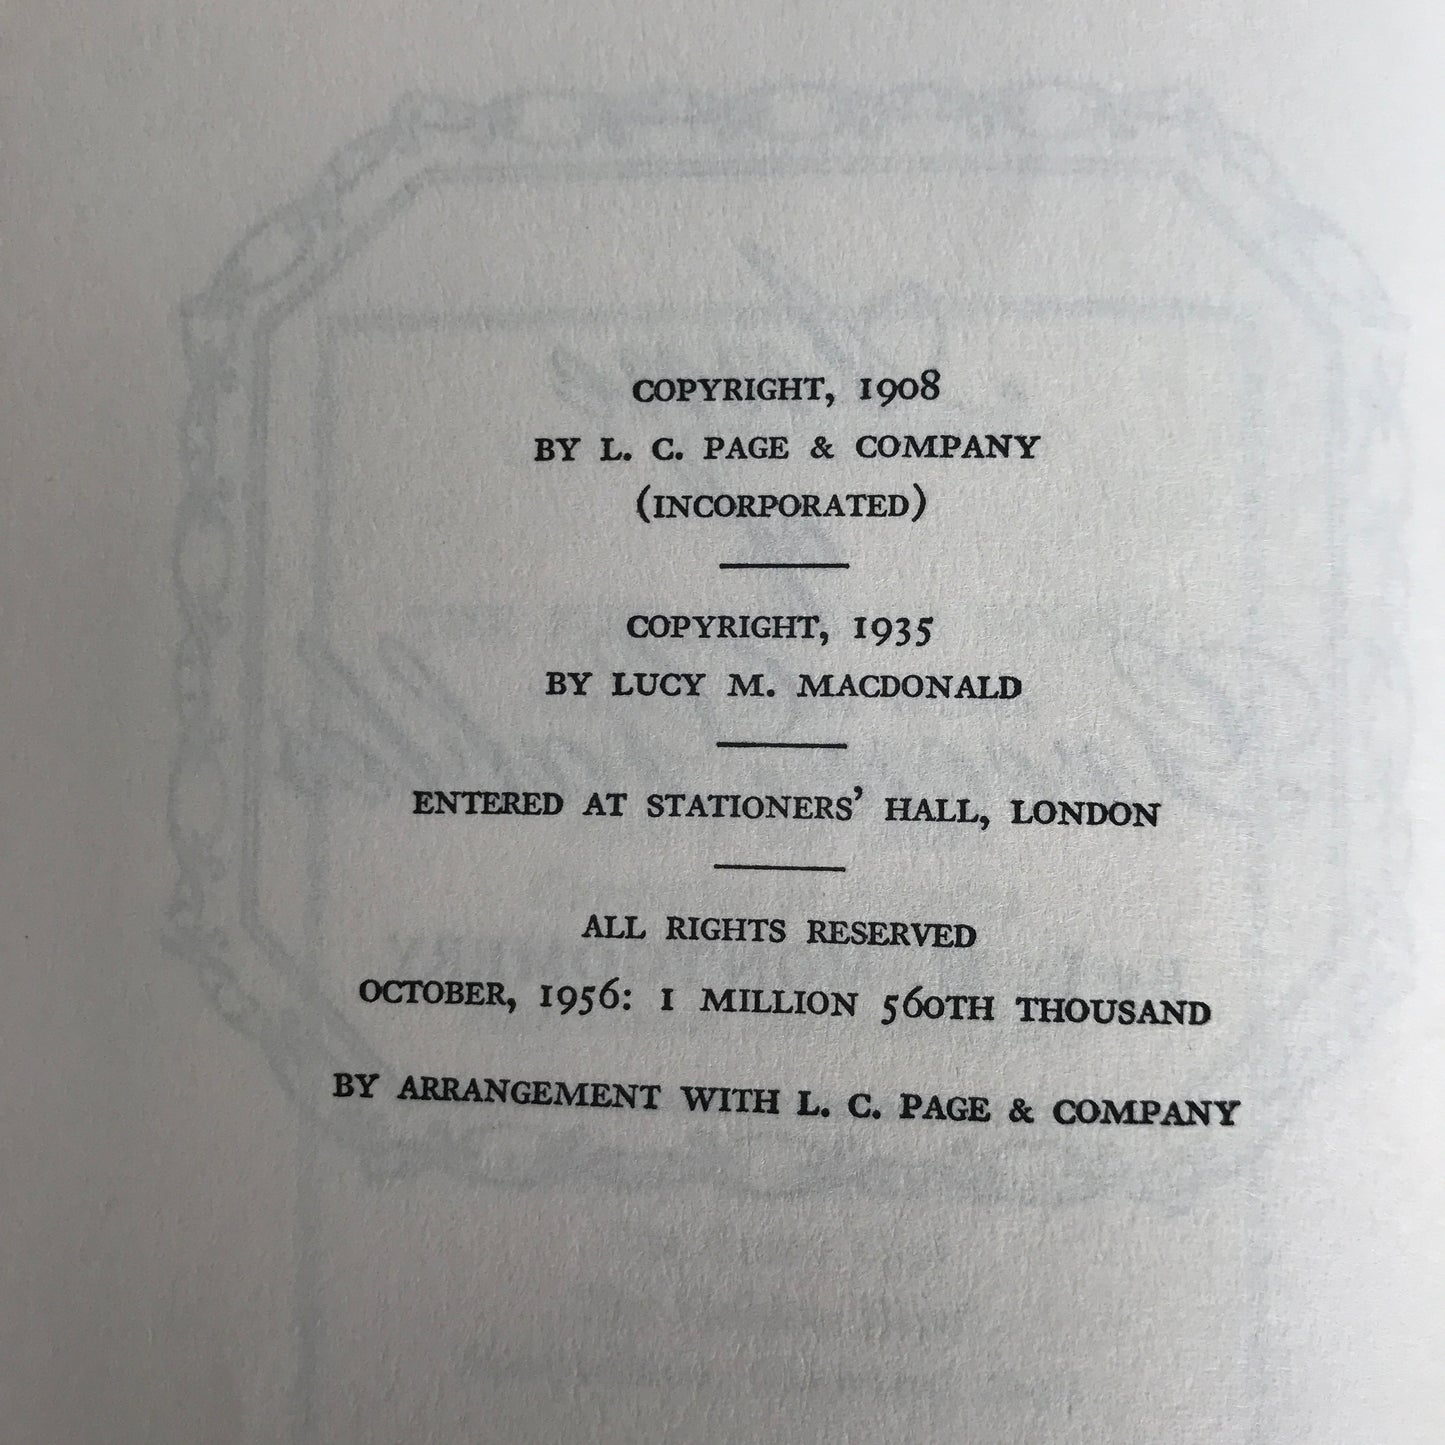 COPYRIGHT, 1908
BY L. C. PAGE & COMPANY
(INCORPORATED)
COPYRIGHT, 1935
BY LUCY M. MACDONALD
ENTERED AT STATIONERS' HALL, LONDON
ALL RIGHTS RESERVED
OCTOBER, 1956: 1 MILLION 560TH THOUSAND
BY ARRANGEMENT WITH L. C. PAGE & COMPANY